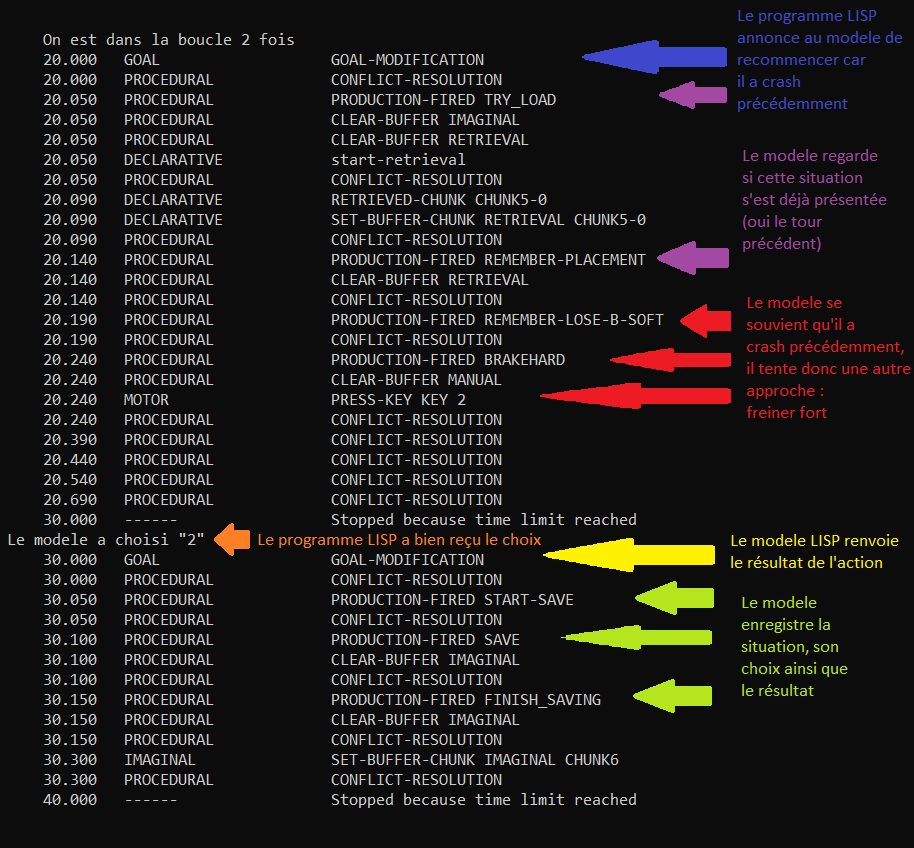 On est dans la boucle 2 fois
20.000 GOAL GOAL-MODIFICATION
20.000 PROCEDURAL CONFLICT-RESOLUTION
20.050 PROCEDURAL PRODUCTION-FIRED TRY_LOAD
20.050 PROCEDURAL CLEAR-BUFFER IMAGINAL
20.050 PROCEDURAL CLEAR-BUFFER RETRIEVAL
20.050 DECLARATIVE start-retrieval
20.050 PROCEDURAL CONFLICT-RESOLUTION
20.090 DECLARATIVE RETRIEVED-CHUNK CHUNK5-0
20.090 DECLARATIVE SET-BUFFER-CHUNK RETRIEVAL CHUNK5-0
20.090 PROCEDURAL CONFLICT-RESOLUTION
20.140 PROCEDURAL PRODUCTION-FIRED REMEMBER-PLACEMENT
20.140 PROCEDURAL CLEAR-BUFFER RETRIEVAL
20.140 PROCEDURAL CONFLICT-RESOLUTION
20.190 PROCEDURAL PRODUCTION-FIRED REMEMBER-LOSE-B-SOFT
20.190 PROCEDURAL CONFLICT-RESOLUTION
20.240 PROCEDURAL PRODUCTION-FIRED BRAKEHARD
20.240 PROCEDURAL CLEAR-BUFFER MANUAL
20.240 MOTOR PRESS-KEY KEY 2
20.240 PROCEDURAL CONFLICT-RESOLUTION
20.390 PROCEDURAL CONFLICT-RESOLUTION
20.440 PROCEDURAL CONFLICT-RESOLUTION
20.540 PROCEDURAL CONFLICT-RESOLUTION
20.690 PROCEDURAL CONFLICT-RESOLUTION
30.000 ------ Stopped because time limit reached
Le modele a choisi "2" Le programme LISP a bien reçu le choix
30.000 GOAL GOAL-MODIFICATION
30.000 PROCEDURAL CONFLICT-RESOLUTION
30.050 PROCEDURAL PRODUCTION-FIRED START-SAVE
30.050 PROCEDURAL CONFLICT-RESOLUTION
30.100 PROCEDURAL PRODUCTION-FIRED SAVE
30.100 PROCEDURAL CLEAR-BUFFER IMAGINAL
30.100 PROCEDURAL CONFLICT-RESOLUTION
30.150 PROCEDURAL PRODUCTION-FIRED FINISH_SAVING
30.150 PROCEDURAL CLEAR-BUFFER IMAGINAL
30.150 PROCEDURAL CONFLICT-RESOLUTION
30.300 IMAGINAL SET-BUFFER-CHUNK IMAGINAL CHUNK6
30.300 PROCEDURAL CONFLICT-RESOLUTION
40.000 ------ Stopped because time limit reached
Le programme LISP
annonce au modele de
recommencer car
il a crash
précédemment
Le modele regarde
si cette situation
s'est déjà présentée
(oui le tour
précédent)
Le modele se
souvient qu'il a
crash précédemment,
il tente donc une autre
approche :
freiner fort
Le modele LISP renvoie
le résultat de l'action
Le modele
enregistre la
situation, son
choix ainsi que
le résultat